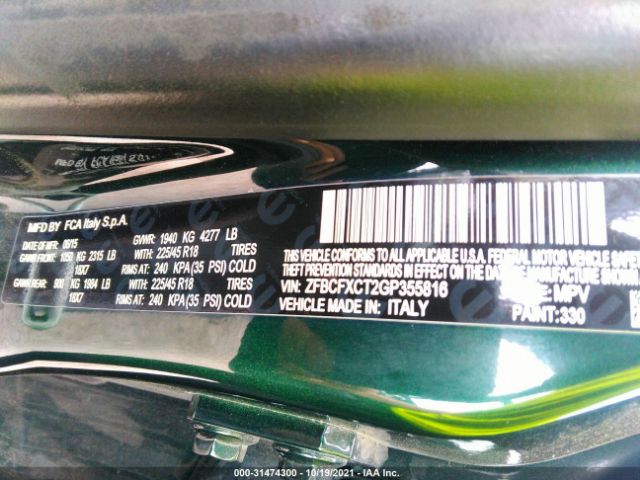 MFD BY FCA Italy S.p.A
DATE OF MFR 09/15 GVWR: 1940 KG 4277 LB
GAWR FRONT: 1050 KG 2315 LB WITH: 225/45 R18 TIRES
18X7 RIMS AT: 240 KPA(35 PSI) COLD
GAWR REAR: 900 KG 1984 LB WITH: 225/45 R18 TIRES
18X7 RIMS AT: 240 KPA(35 PSI) COLD
THIS VEHICLE CONFORMS TO ALL APPLICABLE U.S.A. FEDERAL MOTOR VEHICLE
SAFETY, BUMPER, AND THEFT PREVENTION STANDARDS IN EFFECT ON THE DATE OF
VIN: ZFBCFXCT2GP355816 MPV
VEHICLE MADE IN: ITALY PAINT: 330
000-31474300 - 10/19/2021 - IAA Inc.